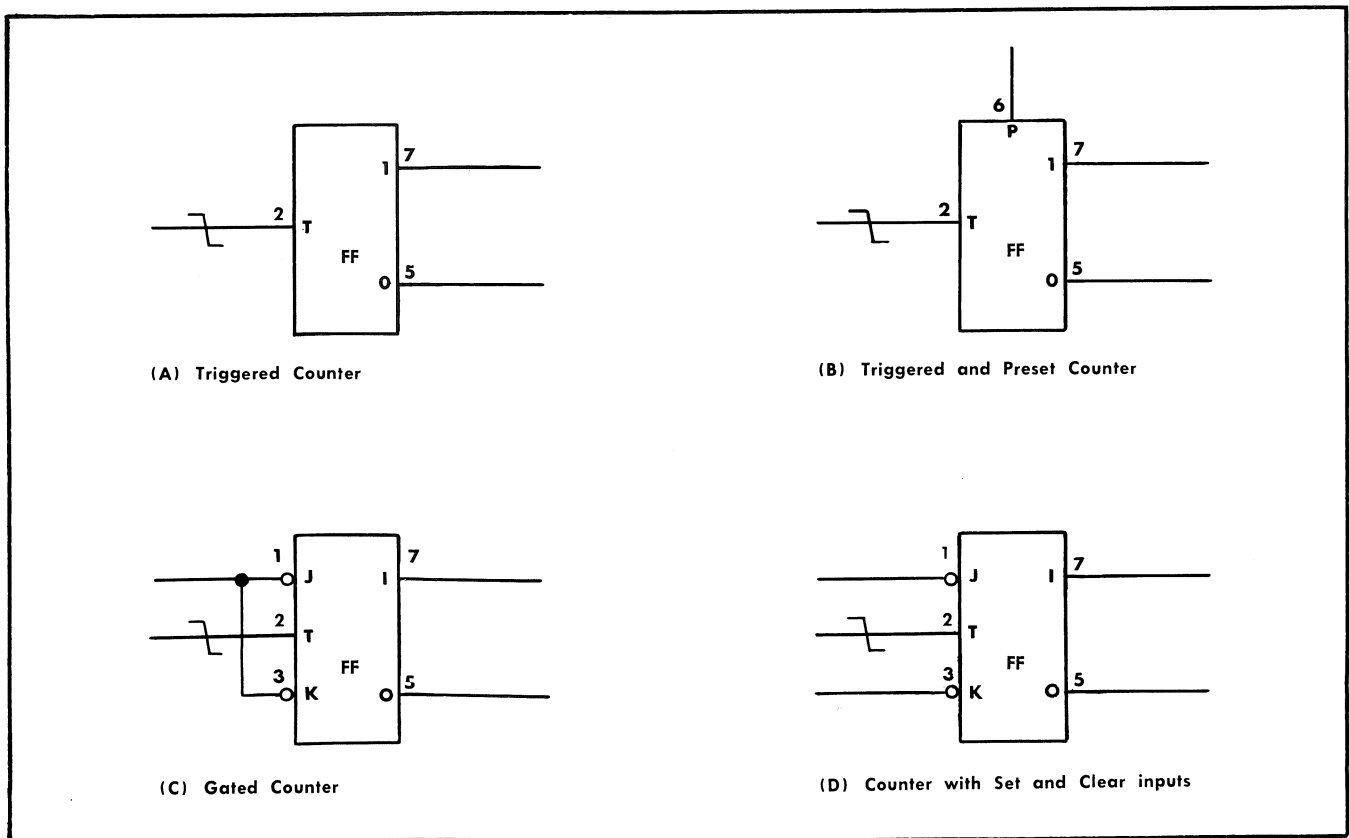 6
P
1 7
2 T
FF
0 5
(A) Triggered Counter
1 7
2 T
FF
0 5
(B) Triggered and Preset Counter
1 J I 7
2 T
FF
3 K O 5
(C) Gated Counter
1 J I 7
2 T
FF
3 K O 5
(D) Counter with Set and Clear inputs